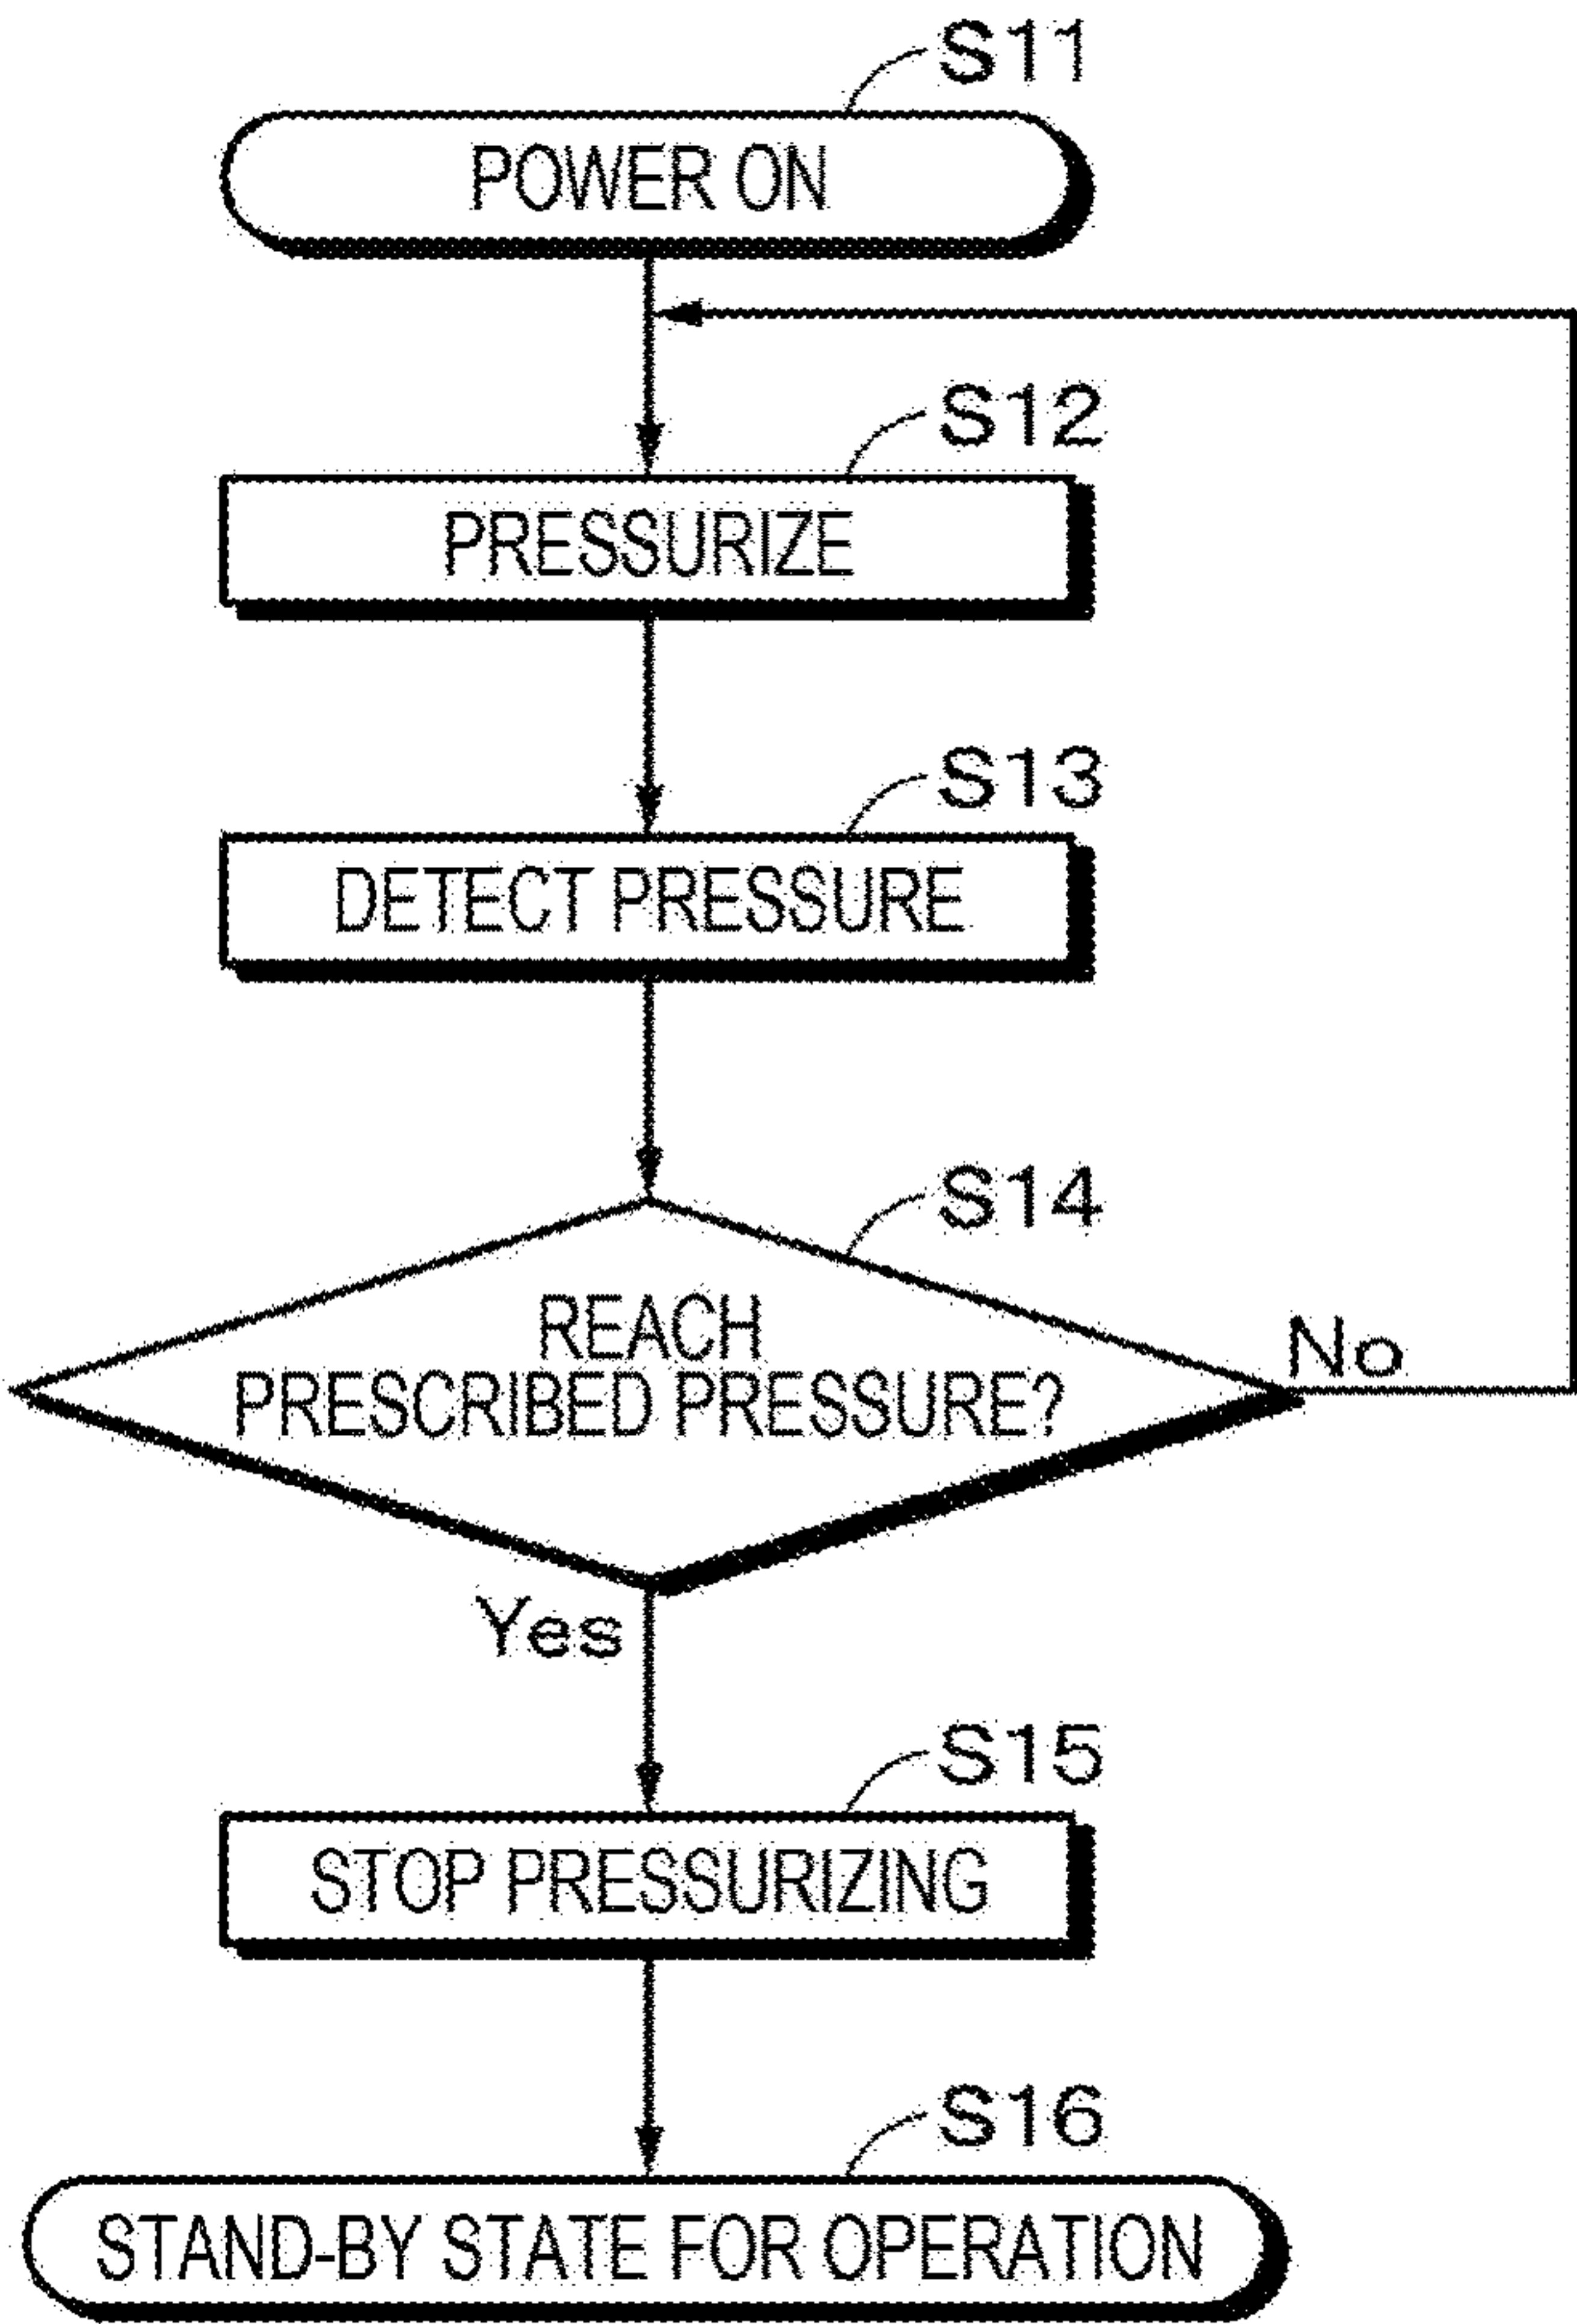 S11
POWER ON
S12
PRESSURIZE
S13
DETECT PRESSURE
S14
REACH
PRESCRIBED PRESSURE?
No
Yes
S15
STOP PRESSURIZING
S16
STAND-BY STATE FOR OPERATION